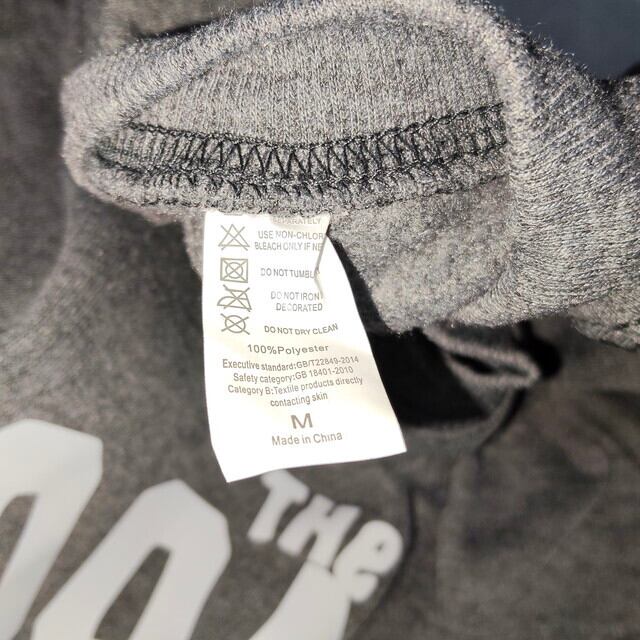 SEPARATELY
USE NON-CHLOR
BLEACH ONLY IF NE
DO NOT TUMBL
DO NOT IRON
DECORATED
DO NOT DRY CLEAN
100%Polyester
Executive standard:GB/T22849-2014
Safety category:GB 18401-2010
Category B:Textile products directly
contacting skin
M
Made in China
THe